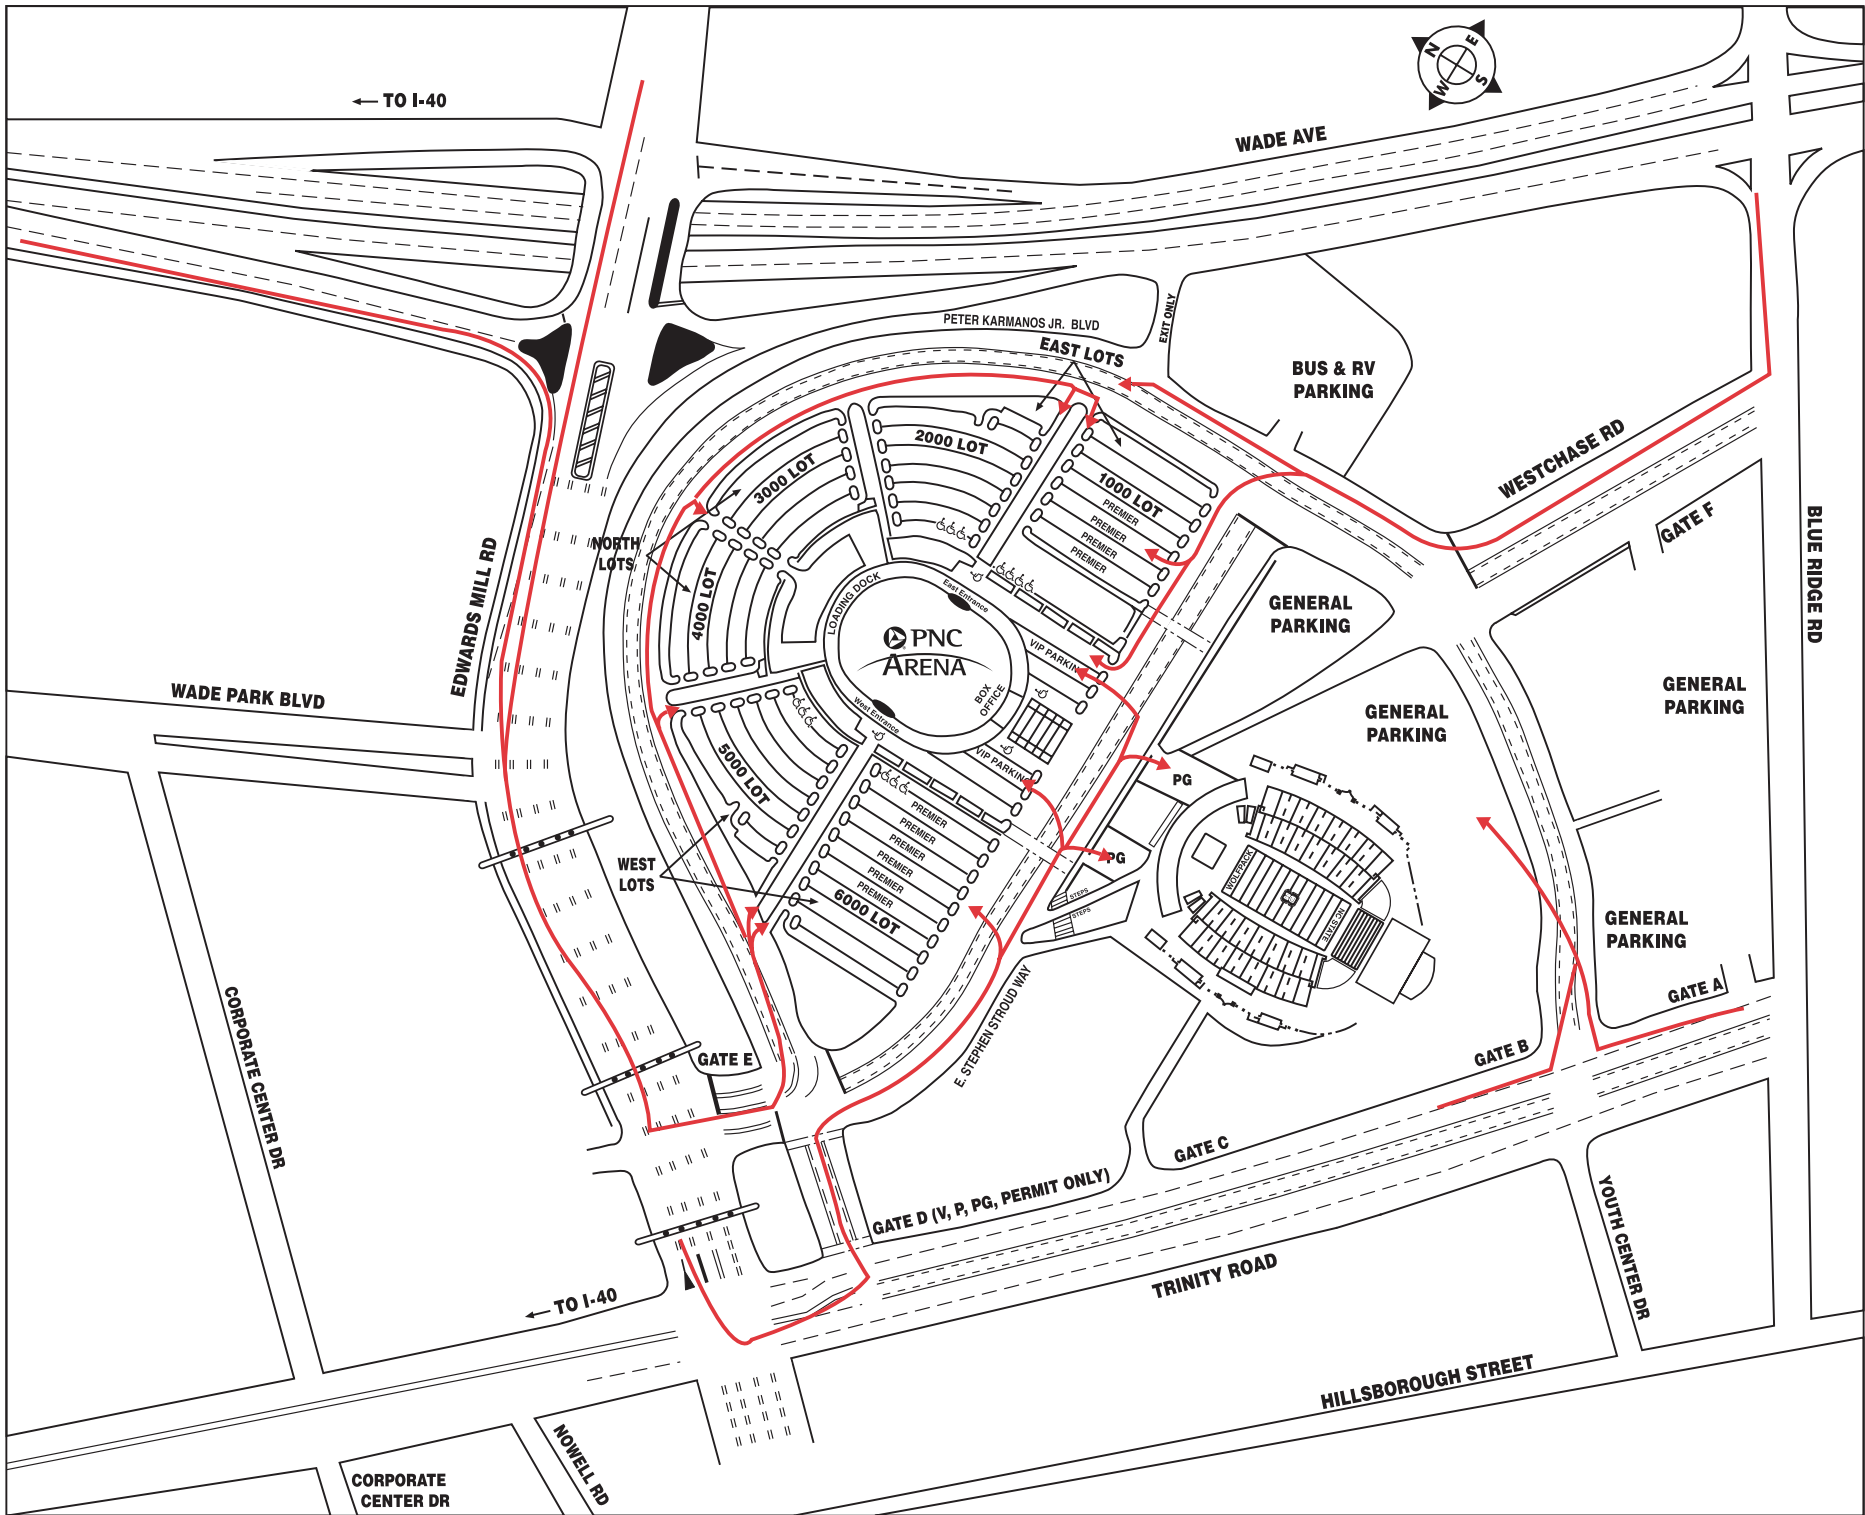 TO I-40
N
E
S
W
WADE AVE
PETER KARMANOS JR. BLVD
EAST LOTS
EXIT ONLY
BUS & RV
PARKING
WESTCHASE RD
GATE F
BLUE RIDGE RD
2000 LOT
3000 LOT
1000 LOT
PREMIER
PREMIER
PREMIER
PREMIER
NORTH
LOTS
4000 LOT
EDWARDS MILL RD
LOADING DOCK
East Entrance
PNC
ARENA
VIP PARKING
BOX
OFFICE
West Entrance
VIP PARKING
GENERAL
PARKING
GENERAL
PARKING
GENERAL
PARKING
WADE PARK BLVD
5000 LOT
PG
PG
PREMIER
PREMIER
PREMIER
PREMIER
PREMIER
6000 LOT
WEST
LOTS
STEPS
STEPS
WOLFPACK
NC STATE
GENERAL
PARKING
GATE A
GATE B
GATE E
E. STEPHEN STROUD WAY
CORPORATE CENTER DR
GATE C
GATE D (V, P, PG, PERMIT ONLY)
YOUTH CENTER DR
TRINITY ROAD
TO I-40
HILLSBOROUGH STREET
NOWELL RD
CORPORATE
CENTER DR